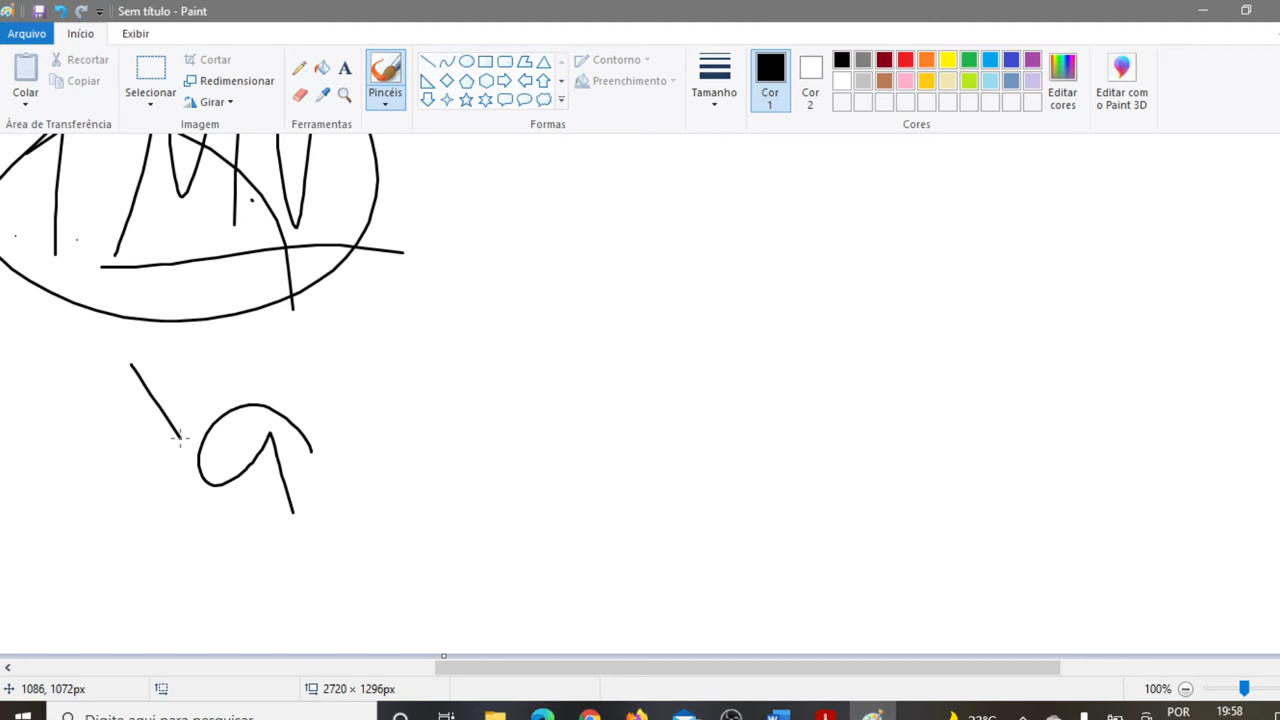 Sem título - Paint
Arquivo Início Exibir
Colar
Recortar
Copiar
Área de Transferência
Selecionar
Cortar
Redimensionar
Girar
Imagem
Ferramentas
Pincéis
Contorno
Preenchimento
Formas
Tamanho
Cor 1
Cor 2
Editar cores
Editar com o Paint 3D
Cores
a
1086, 1072px
2720 × 1296px
100%
Digite aqui para pesquisar
POR
19:58